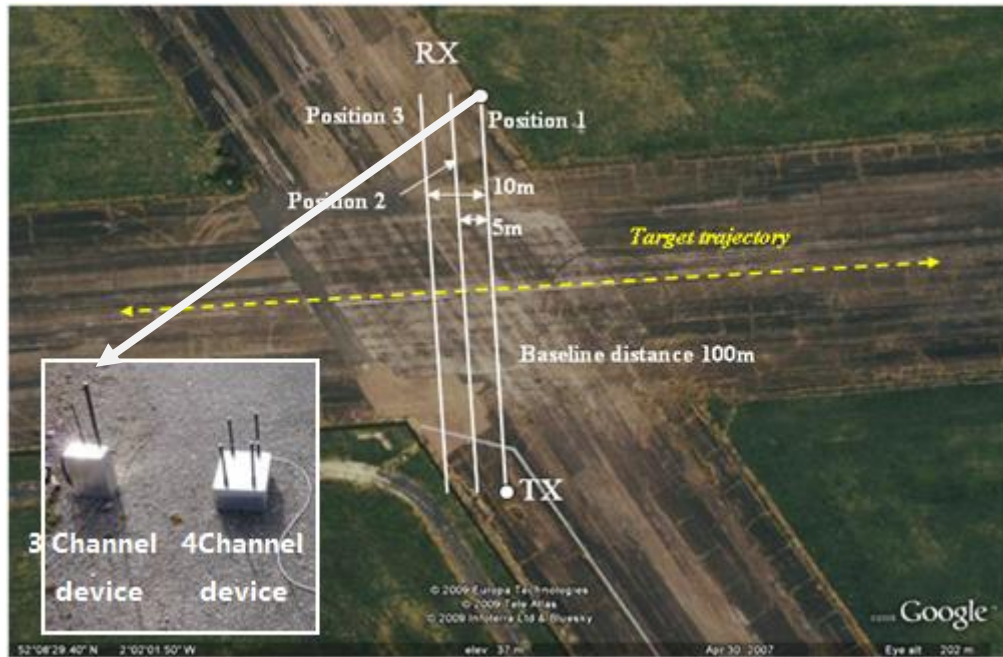 RX
Position 3
Position 1
Position 2
10m
5m
Target trajectory
Baseline distance 100m
TX
3 Channel
device
4Channel
device
© 2009 Europa Technologies
© 2009 Tele Atlas
© 2009 Infoterra Ltd & Bluesky
Google
52°08'29.40" N 2°02'01.50" W
elev 37 m
Apr 30, 2007
Eye alt 202 m